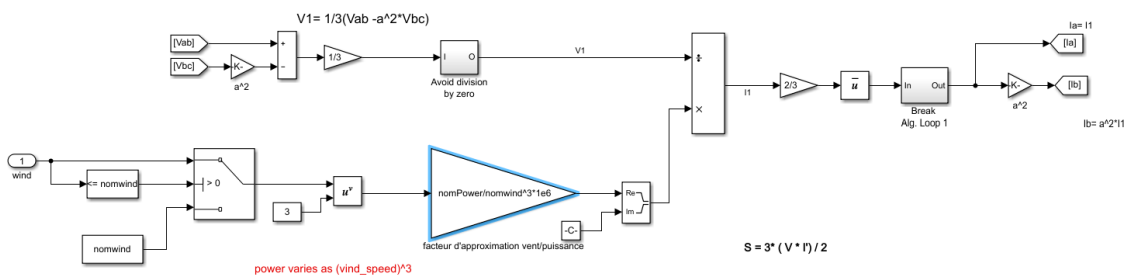 V1= 1/3(Vab -a^2*Vbc)
Ia= I1
[Vab]
+
[Ia]
[Vbc]
-K-
−
1/3
I
O
V1
÷
a^2
Avoid division
by zero
×
I1
2/3
u
In
Out
-K-
[Ib]
Break
Alg. Loop 1
a^2
Ib= a^2*I1
1
wind
<= nomwind
> 0
3
u^v
nomPower/nomwind^3*1e6
Re
Im
-C-
nomwind
facteur d'approximation vent/puissance
S = 3* ( V * I') / 2
power varies as (vind_speed)^3